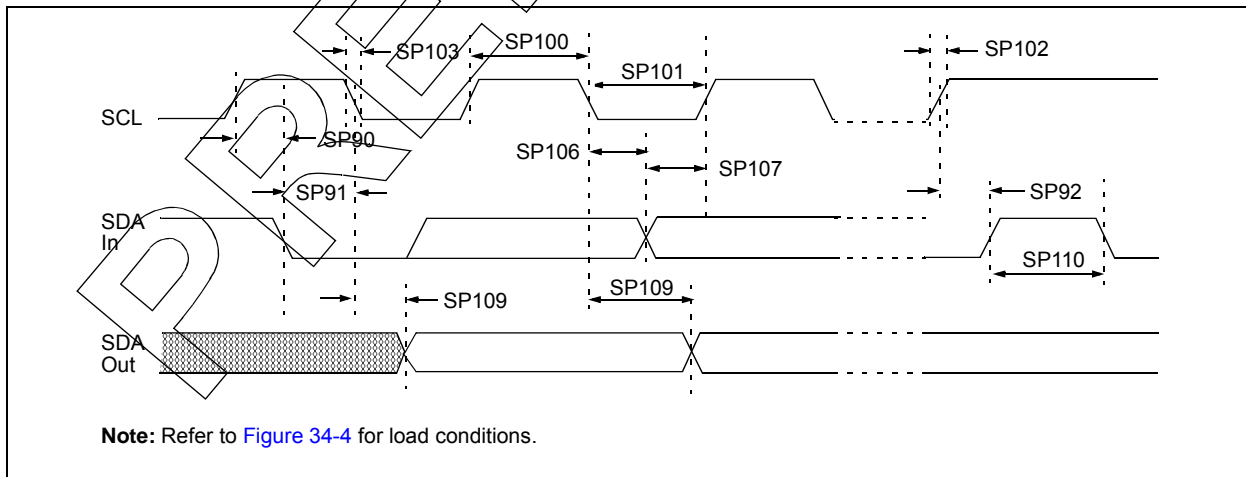 SP103
SP100
SP102
SP101
SCL
SP90
SP106
SP107
SP91
SP92
SDA
In
SP110
SP109
SP109
SDA
Out
Note: Refer to Figure 34-4 for load conditions.